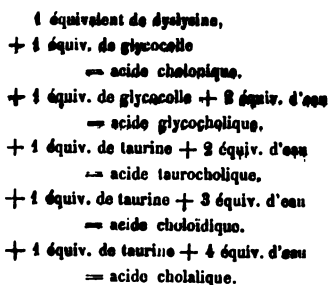 1 équivalent de dyslysine,
+ 1 équiv. de glycocolle
= acide cholonique.
+ 1 équiv. de glycocolle + 2 équiv. d'eau
= acide glycocholique,
+ 1 équiv. de taurine + 2 équiv. d'eau
= acide taurocholique,
+ 1 équiv. de taurine + 3 équiv. d'eau
= acide choloïdique.
+ 1 équiv. de taurine + 4 équiv. d'eau
= acide cholalique.